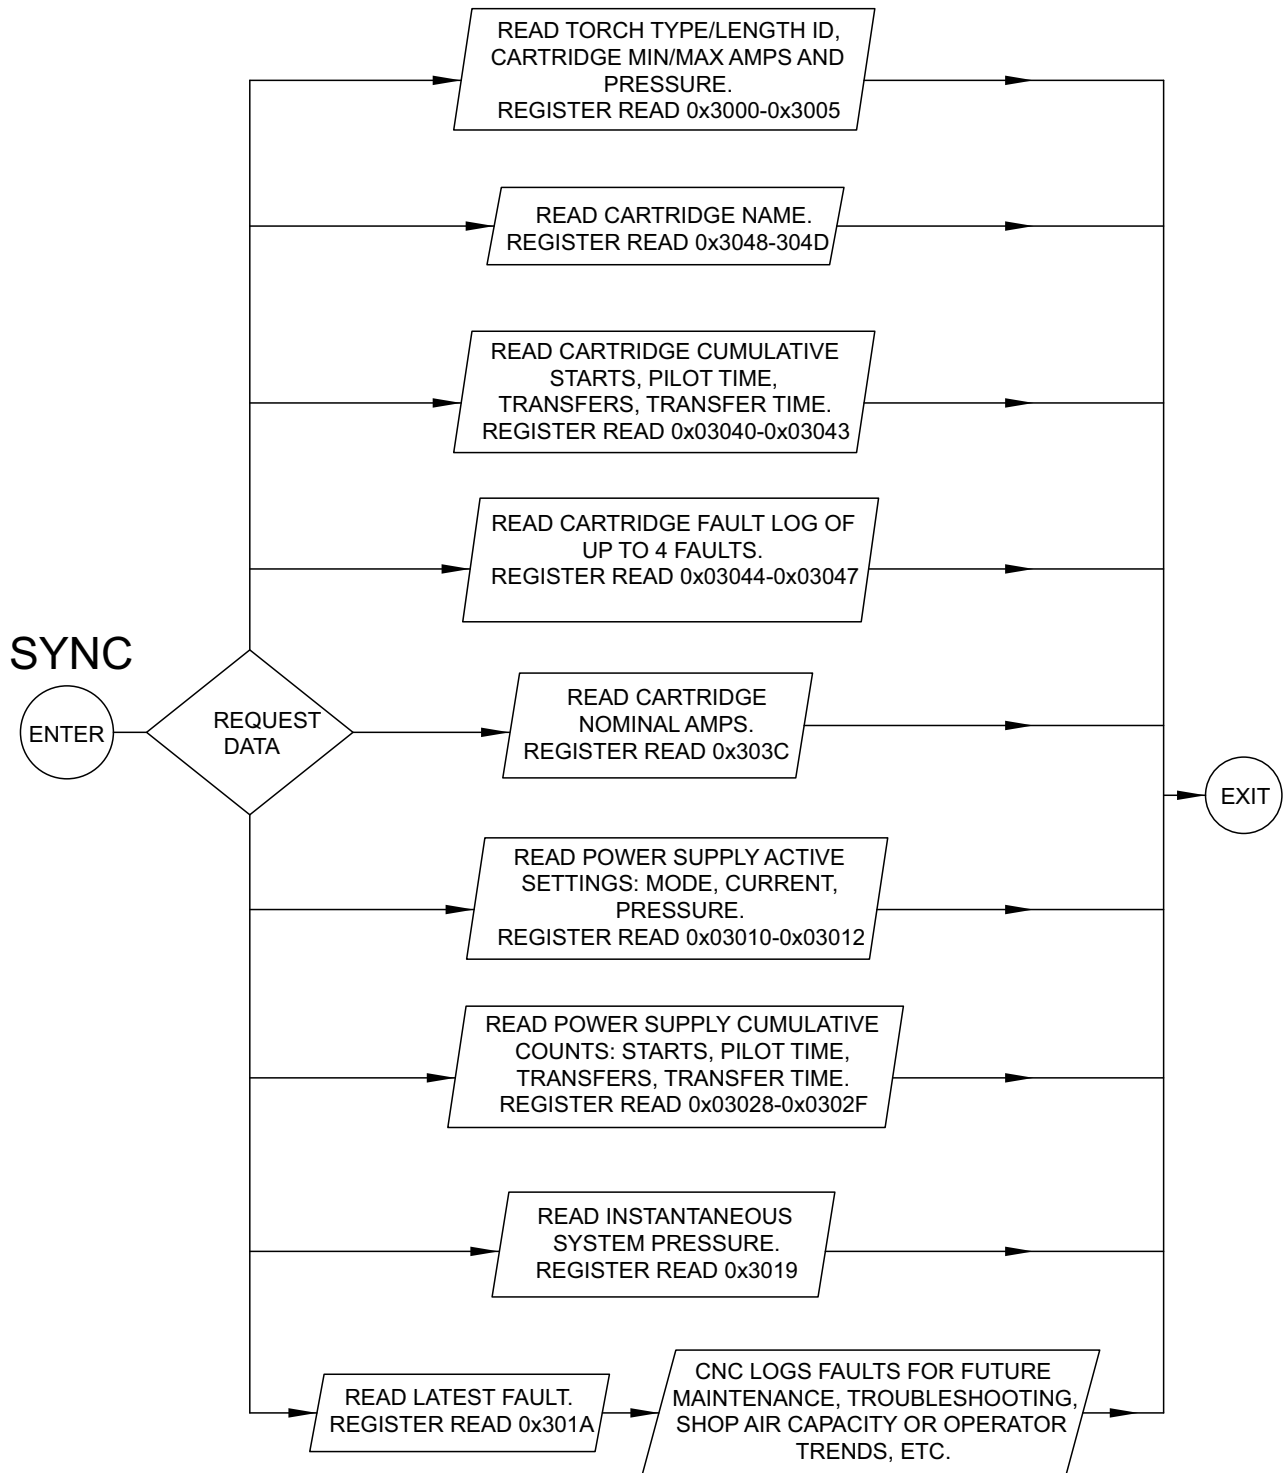 READ TORCH TYPE/LENGTH ID,
CARTRIDGE MIN/MAX AMPS AND
PRESSURE.
REGISTER READ 0x3000-0x3005
READ CARTRIDGE NAME.
REGISTER READ 0x3048-304D
READ CARTRIDGE CUMULATIVE
STARTS, PILOT TIME,
TRANSFERS, TRANSFER TIME.
REGISTER READ 0x03040-0x03043
READ CARTRIDGE FAULT LOG OF
UP TO 4 FAULTS.
REGISTER READ 0x03044-0x03047
SYNC
ENTER
REQUEST
DATA
READ CARTRIDGE
NOMINAL AMPS.
REGISTER READ 0x303C
EXIT
READ POWER SUPPLY ACTIVE
SETTINGS: MODE, CURRENT,
PRESSURE.
REGISTER READ 0x03010-0x03012
READ POWER SUPPLY CUMULATIVE
COUNTS: STARTS, PILOT TIME,
TRANSFERS, TRANSFER TIME.
REGISTER READ 0x03028-0x0302F
READ INSTANTANEOUS
SYSTEM PRESSURE.
REGISTER READ 0x3019
READ LATEST FAULT.
REGISTER READ 0x301A
CNC LOGS FAULTS FOR FUTURE
MAINTENANCE, TROUBLESHOOTING,
SHOP AIR CAPACITY OR OPERATOR
TRENDS, ETC.